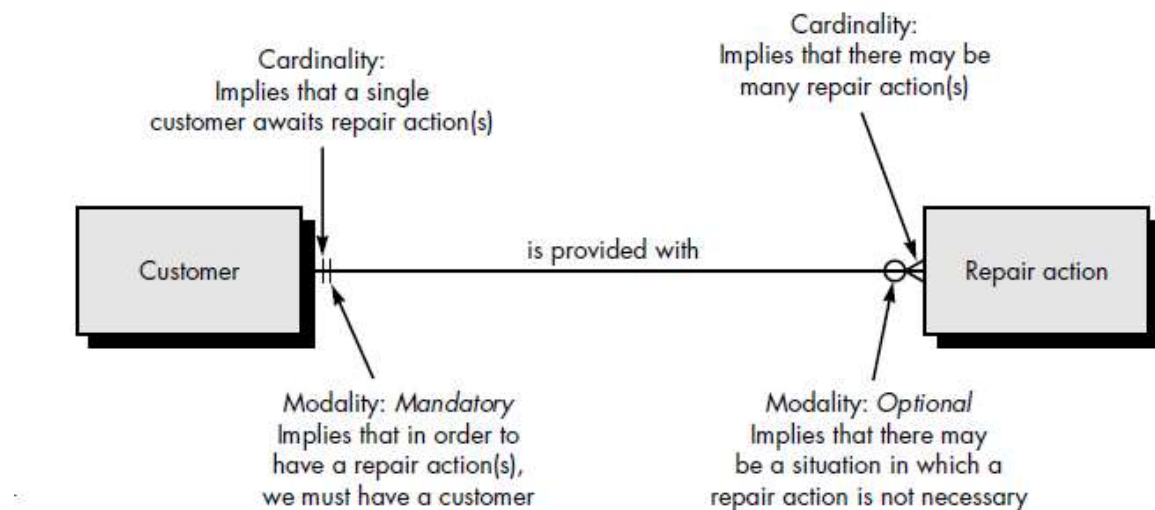 Cardinality:
Implies that a single
customer awaits repair action(s)
Cardinality:
Implies that there may be
many repair action(s)
Customer
is provided with
Repair action
Modality: Mandatory
Implies that in order to
have a repair action(s),
we must have a customer
Modality: Optional
Implies that there may
be a situation in which a
repair action is not necessary